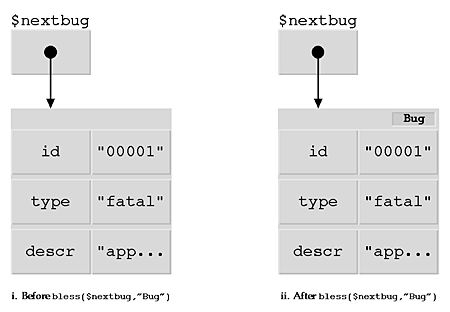 $nextbug $nextbug
Bug
id "00001" id "00001"
type "fatal" type "fatal"
descr "app... descr "app...
i. Before bless($nextbug,"Bug") ii. After bless($nextbug,"Bug")